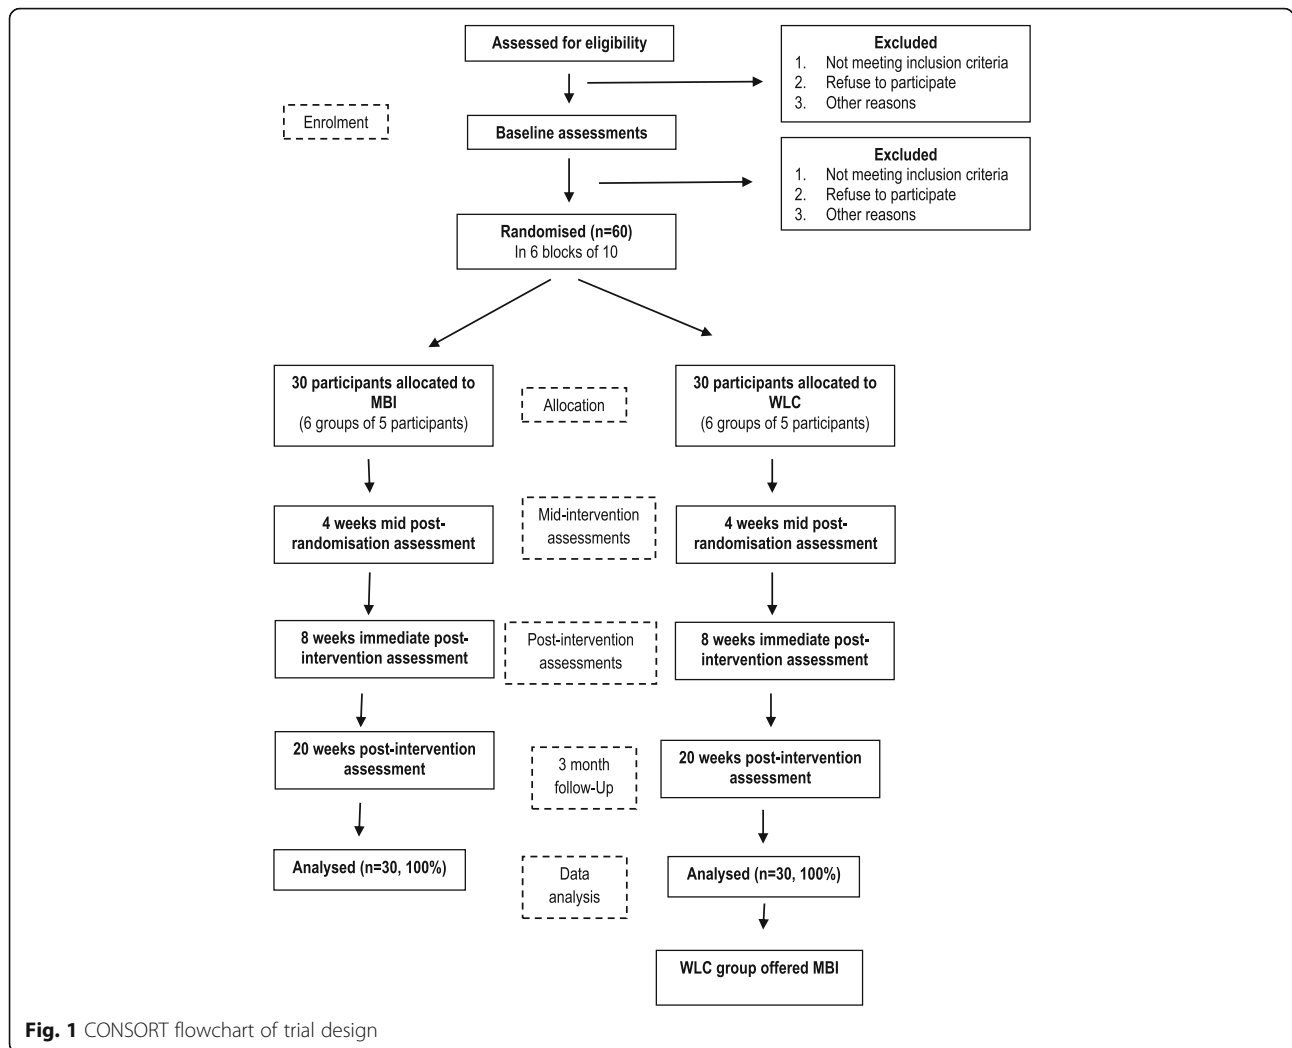 Assessed for eligibility
Excluded
1. Not meeting inclusion criteria
2. Refuse to participate
3. Other reasons
Enrolment
Baseline assessments
Excluded
1. Not meeting inclusion criteria
2. Refuse to participate
3. Other reasons
Randomised (n=60)
In 6 blocks of 10
30 participants allocated to
MBI
(6 groups of 5 participants)
Allocation
30 participants allocated to
WLC
(6 groups of 5 participants)
4 weeks mid post-
randomisation assessment
Mid-intervention
assessments
4 weeks mid post-
randomisation assessment
8 weeks immediate post-
intervention assessment
Post-intervention
assessments
8 weeks immediate post-
intervention assessment
20 weeks post-intervention
assessment
3 month
follow-Up
20 weeks post-intervention
assessment
Analysed (n=30, 100%)
Data
analysis
Analysed (n=30, 100%)
WLC group offered MBI
Fig. 1 CONSORT flowchart of trial design